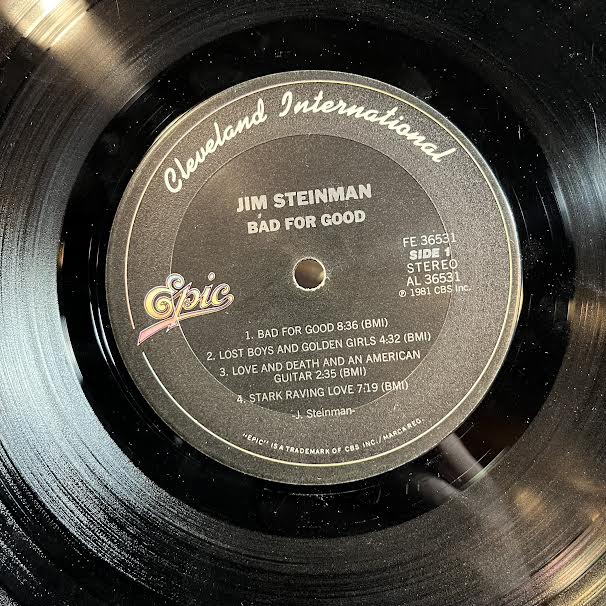 Cleveland International
JIM STEINMAN
BAD FOR GOOD
FE 36531
SIDE 1
STEREO
AL 36531
℗ 1981 CBS Inc.
Epic
1. BAD FOR GOOD 8:36 (BMI)
2. LOST BOYS AND GOLDEN GIRLS 4:32 (BMI)
3. LOVE AND DEATH AND AN AMERICAN
GUITAR 2:35 (BMI)
4. STARK RAVING LOVE 7:19 (BMI)
-J. Steinman-
"EPIC" IS A TRADEMARK OF CBS INC./MARCA REG.